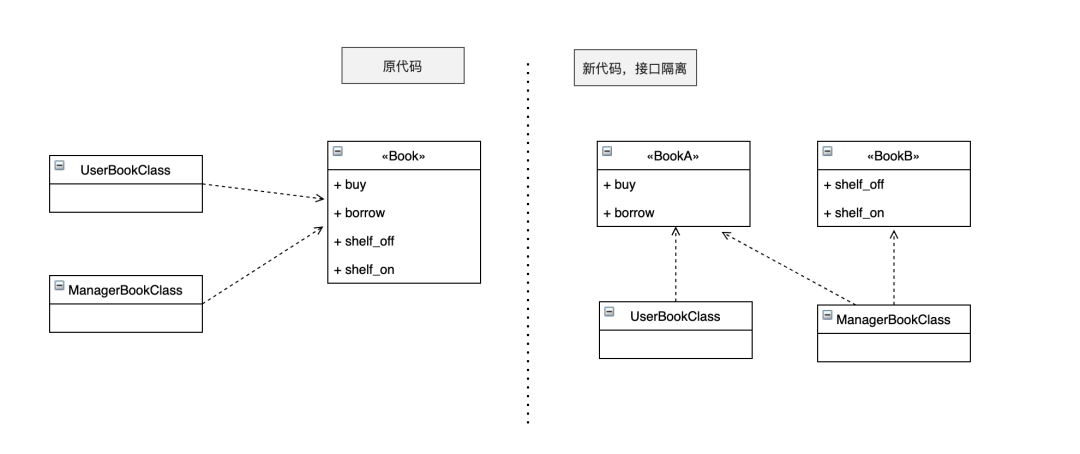 原代码
新代码，接口隔离
UserBookClass
ManagerBookClass
«Book»
+ buy
+ borrow
+ shelf_off
+ shelf_on
«BookA»
+ buy
+ borrow
«BookB»
+ shelf_off
+ shelf_on
UserBookClass
ManagerBookClass